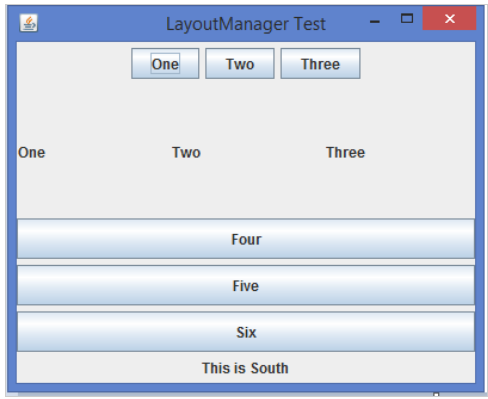 LayoutManager Test
One Two Three
One Two Three
Four
Five
Six
This is South